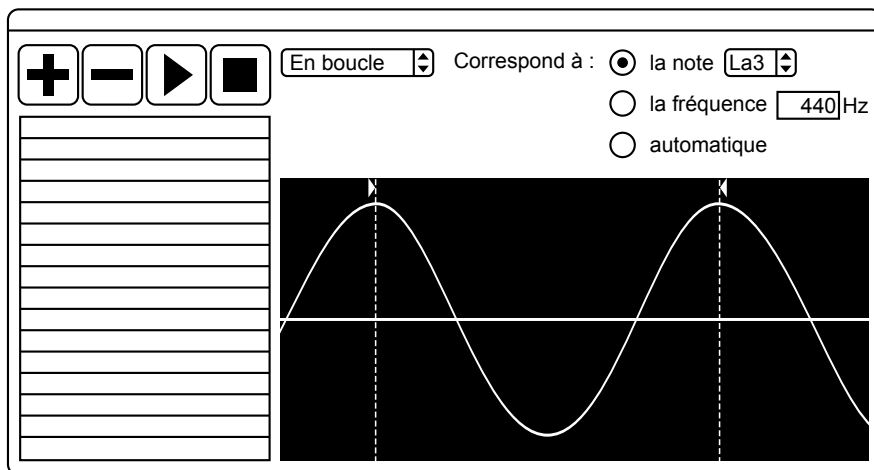 En boucle Correspond à : la note La3
la fréquence 440 Hz
automatique